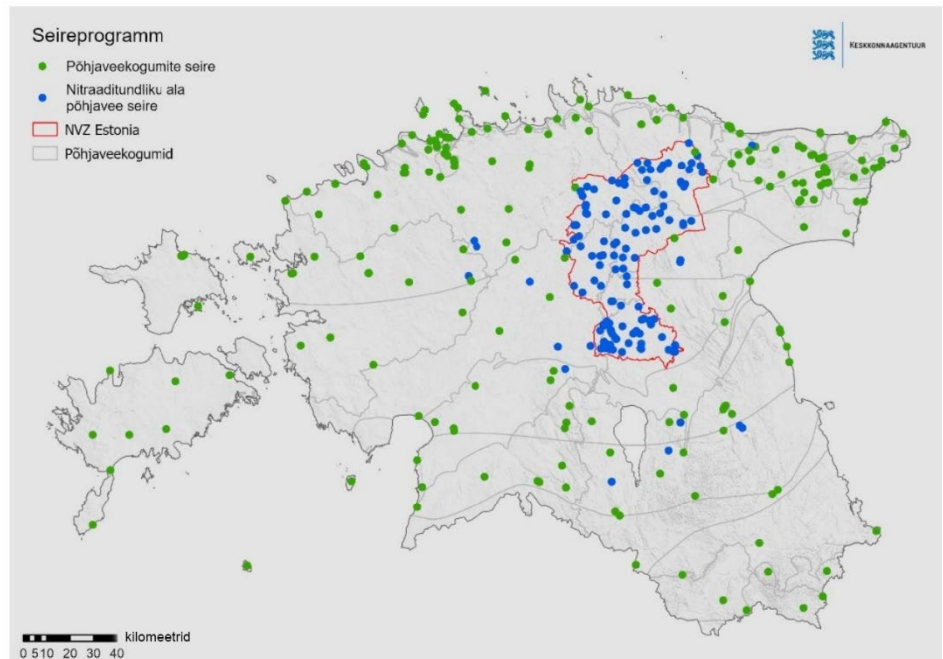 Seireprogramm
Põhjaveekogumite seire
Nitraaditundliku ala
põhjavee seire
NVZ Estonia
Põhjaveekogumid
KESKKONNAAGENTUUR
kilomeetrid
0 5 10 20 30 40